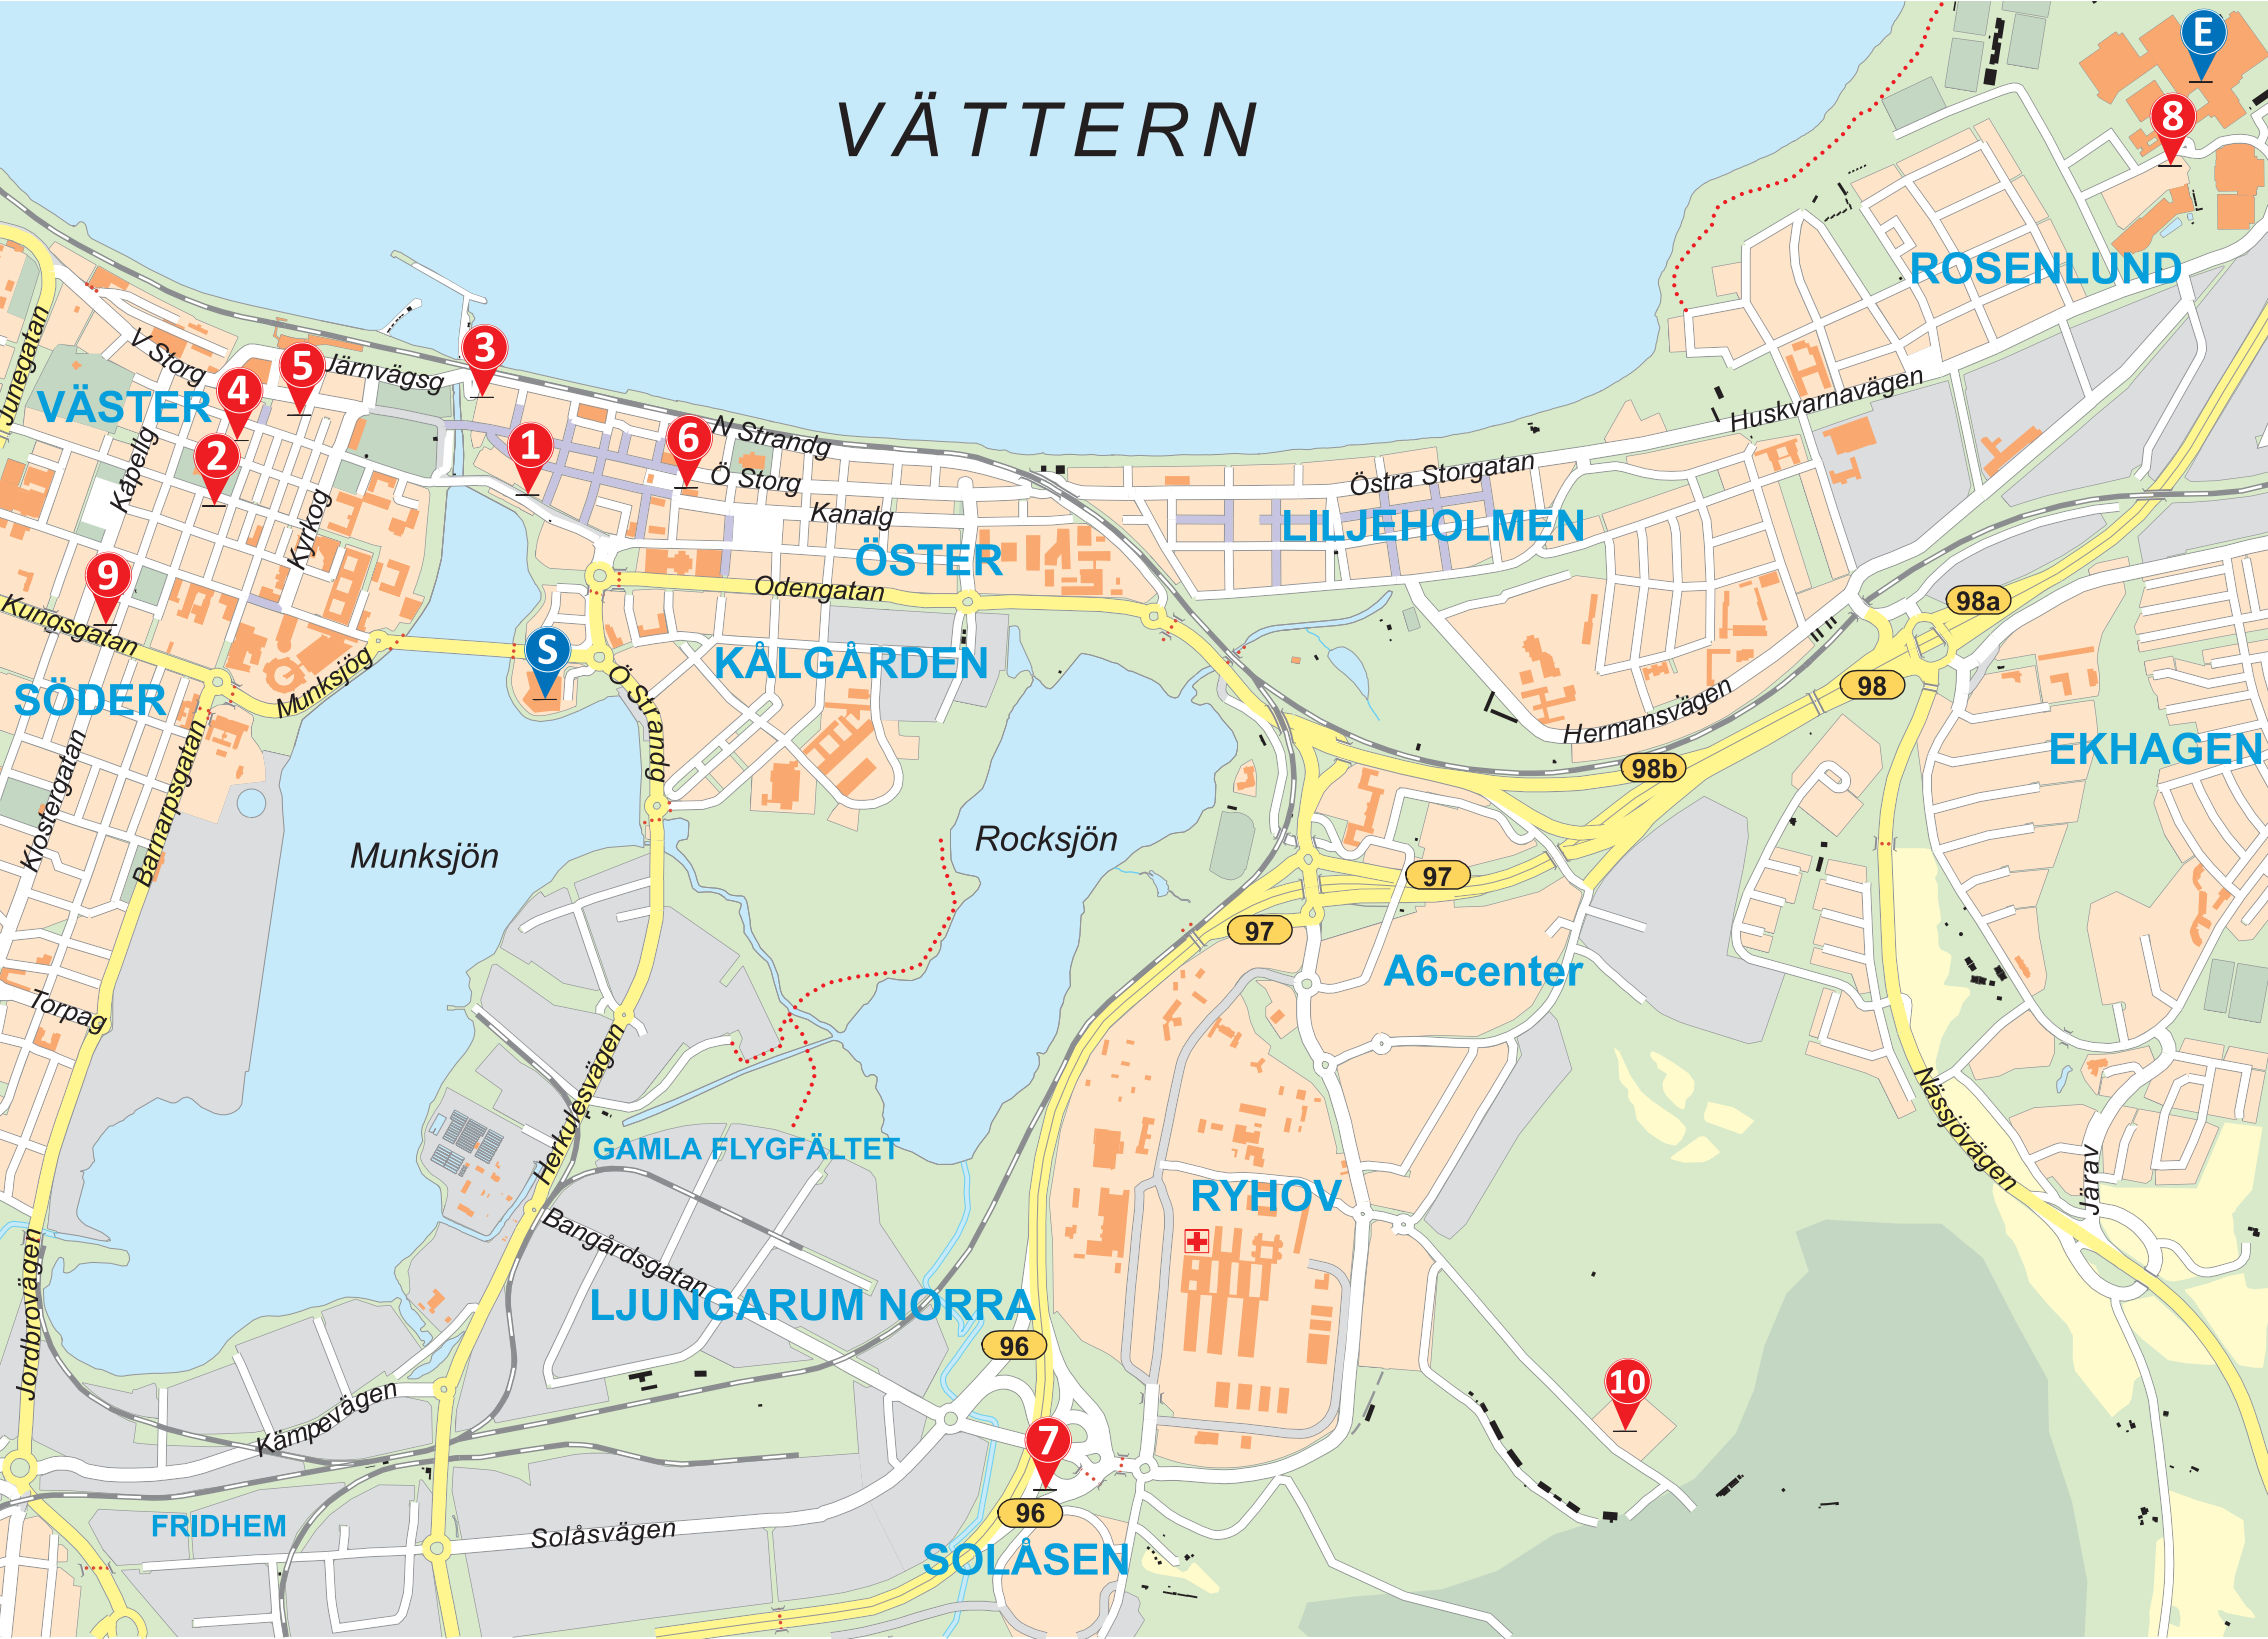 E
VÄTTERN
8
ROSENLUND
Junegatan
V Storg
5
Järnvägsg
3
4
VÄSTER
Huskvarnavägen
2
Kapellg
1
6
N Strandg
Ö Storg
Östra Storgatan
Kanalg
LILJEHOLMEN
Kyrkog
ÖSTER
9
Odengatan
98a
Kungsgatan
S
KÅLGÅRDEN
98
SÖDER
Munksjög
Ö Strandg
Hermansvägen
EKHAGEN
98b
Klostergatan
Barnarpsgatan
Munksjön
Rocksjön
97
97
A6-center
Torpag
Herkulesvägen
Nässjövägen
GAMLA FLYGFÄLTET
Järav
RYHOV
Bangårdsgatan
LJUNGARUM NORRA
Jordbrovägen
96
10
Kämpevägen
7
96
FRIDHEM
Solåsvägen
SOLÅSEN